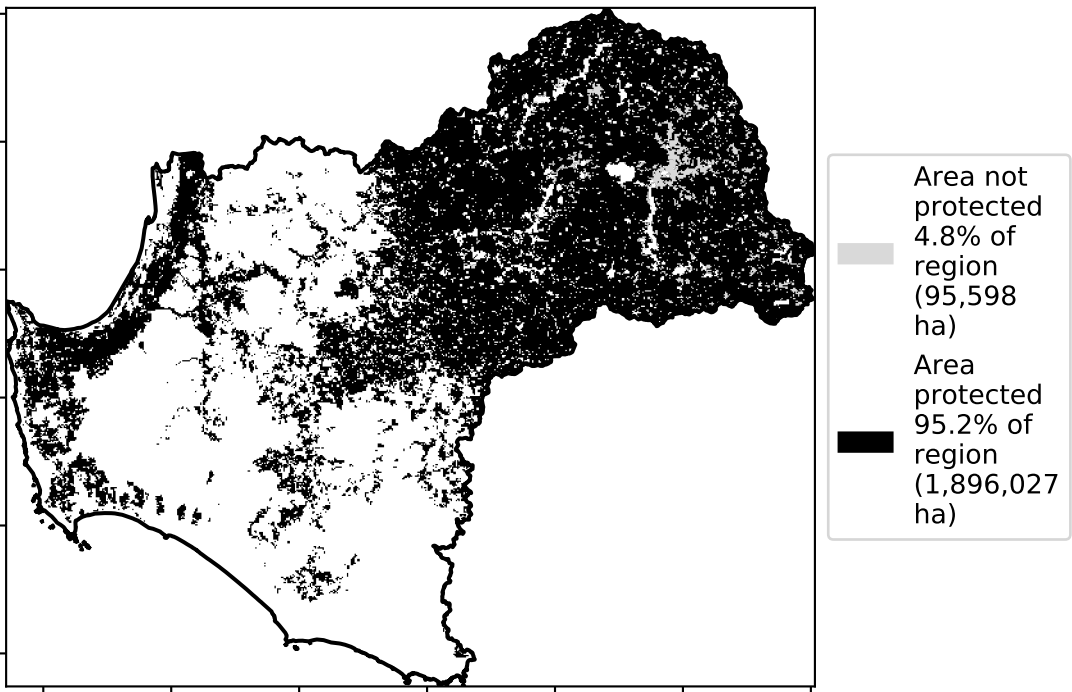 Area not
protected
4.8% of
region
(95,598
ha)
Area
protected
95.2% of
region
(1,896,027
ha)